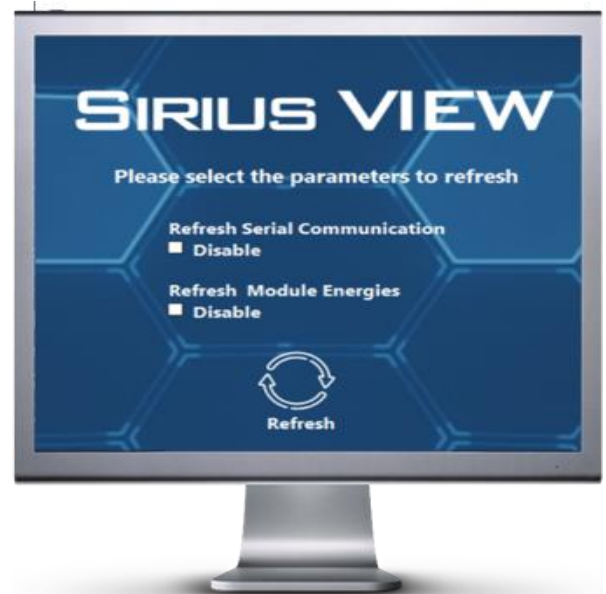 SIRIUS VIEW
Please select the parameters to refresh
Refresh Serial Communication
Disable
Refresh Module Energies
Disable
Refresh